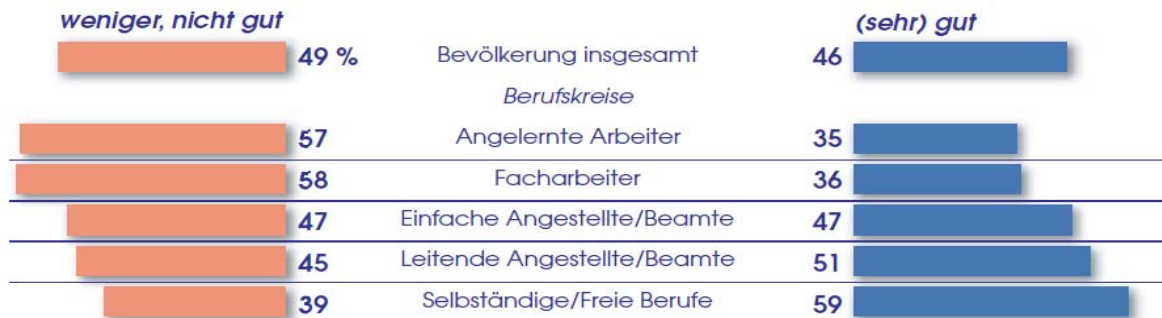 weniger, nicht gut (sehr) gut
49 % Bevölkerung insgesamt 46
Berufskreise
57 Angelernte Arbeiter 35
58 Facharbeiter 36
47 Einfache Angestellte/Beamte 47
45 Leitende Angestellte/Beamte 51
39 Selbständige/Freie Berufe 59